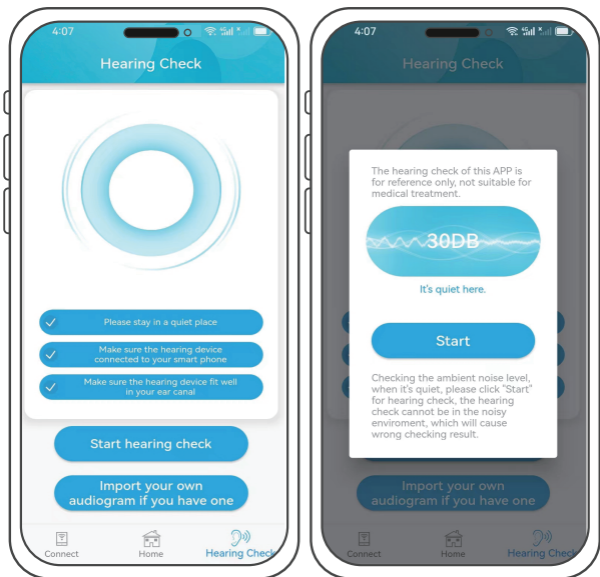 4:07
Hearing Check
Please stay in a quiet place
Make sure the hearing device
connected to your smart phone
Make sure the hearing device fit well
in your ear canal
Start hearing check
Import your own
audiogram if you have one
Connect
Home
Hearing Check
4:07
Hearing Check
The hearing check of this APP is
for reference only, not suitable for
medical treatment.
30DB
It's quiet here.
Start
Checking the ambient noise level,
when it's quiet, please click "Start"
for hearing check, the hearing
check cannot be in the noisy
enviroment, which will cause
wrong checking result.
Import your own
audiogram if you have one
Connect
Home
Hearing Check